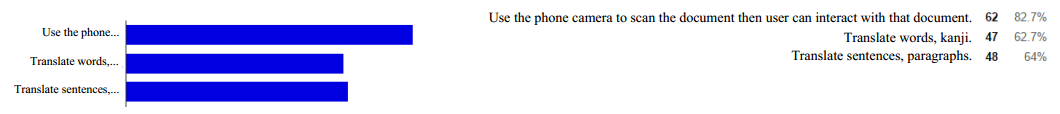 Use the phone...
Translate words,...
Translate sentences,...
Use the phone camera to scan the document then user can interact with that document. 62 82.7%
Translate words, kanji. 47 62.7%
Translate sentences, paragraphs. 48 64%